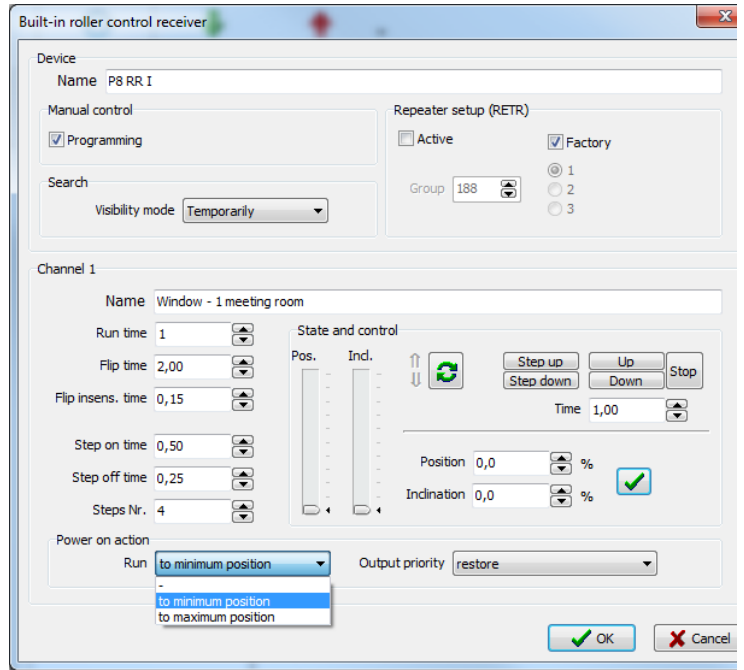 Built-in roller control receiver
Device
Name P8 RR I
Manual control
Programming
Repeater setup (RETR)
Active
Factory
Group 188
1
2
3
Search
Visibility mode Temporarily
Channel 1
Name Window - 1 meeting room
Run time 1
Flip time 2,00
Flip insens. time 0,15
Step on time 0,50
Step off time 0,25
Steps Nr. 4
State and control
Pos. Incl.
Step up Up Stop
Step down Down
Time 1,00
Position 0,0 %
Inclination 0,0 %
Power on action
Run to minimum position Output priority restore
-
to minimum position
to maximum position
OK Cancel